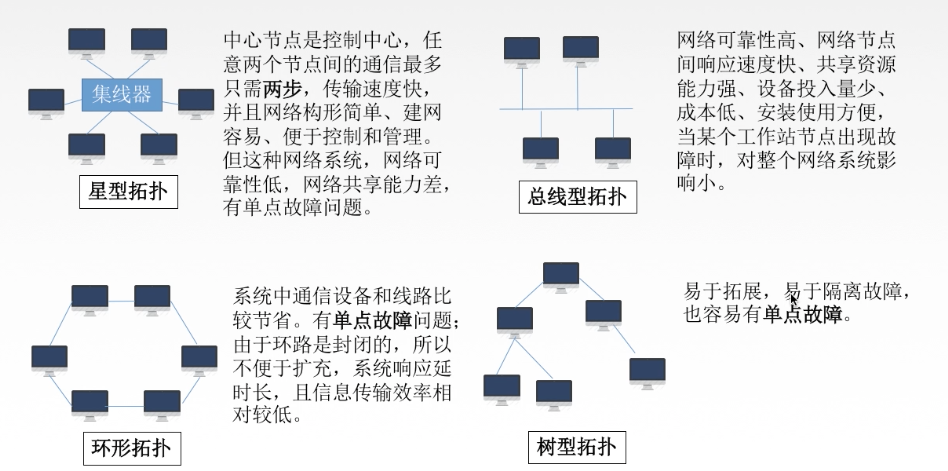 集线器
星型拓扑
中心节点是控制中心，任
意两个节点间的通信最多
只需两步，传输速度快，
并且网络构形简单、建网
容易、便于控制和管理。
但这种网络系统，网络可
靠性低，网络共享能力差，
有单点故障问题。
总线型拓扑
网络可靠性高、网络节点
间响应速度快、共享资源
能力强、设备投入量少、
成本低、安装使用方便，
当某个工作站节点出现故
障时，对整个网络系统影
响小。
环形拓扑
系统中通信设备和线路比
较节省。有单点故障问题；
由于环路是封闭的，所以
不便于扩充，系统响应延
时长，且信息传输效率相
对较低。
树型拓扑
易于拓展，易于隔离故障，
也容易有单点故障。